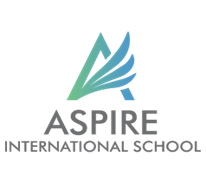 ASPIRE
INTERNATIONAL SCHOOL